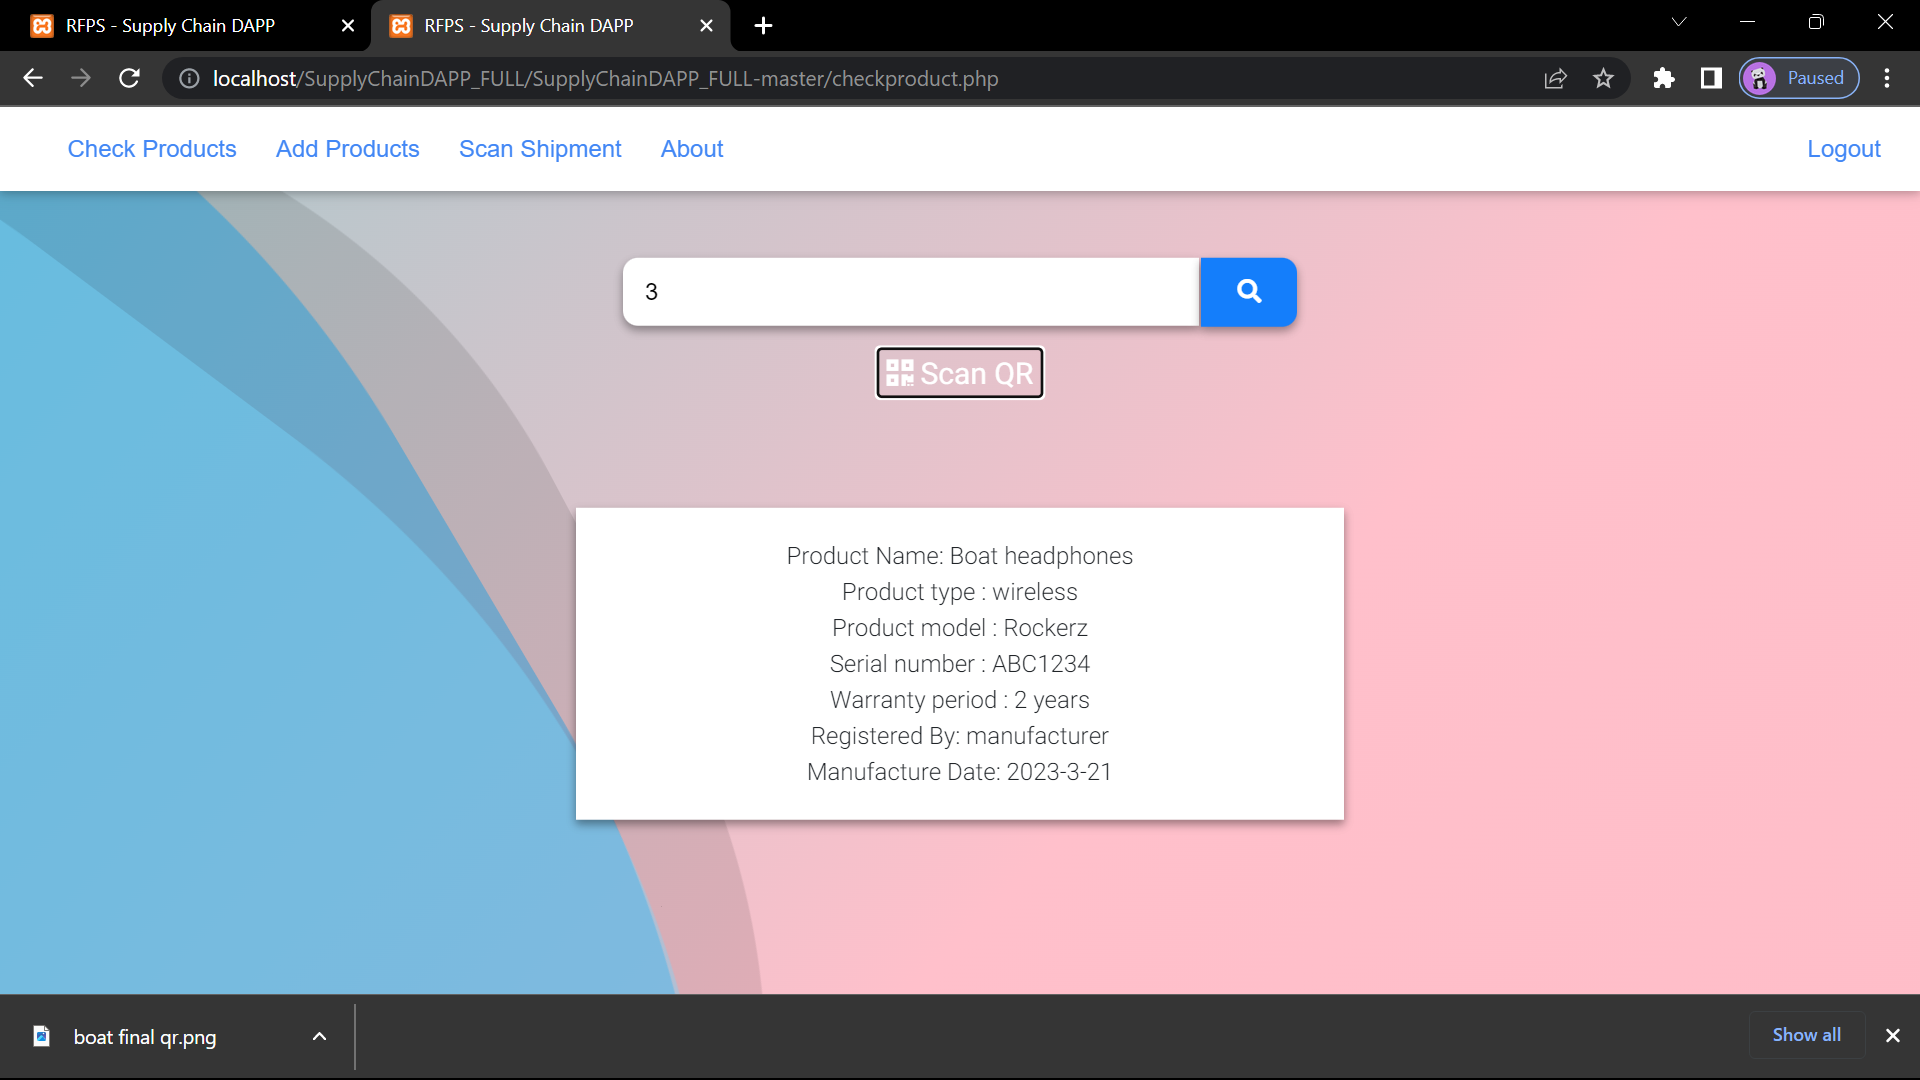 RFPS - Supply Chain DAPP
RFPS - Supply Chain DAPP
localhost/SupplyChainDAPP_FULL/SupplyChainDAPP_FULL-master/checkproduct.php
Paused
Check Products
Add Products
Scan Shipment
About
Logout
3
Scan QR
Product Name: Boat headphones
Product type : wireless
Product model : Rockerz
Serial number : ABC1234
Warranty period : 2 years
Registered By: manufacturer
Manufacture Date: 2023-3-21
boat final qr.png
Show all